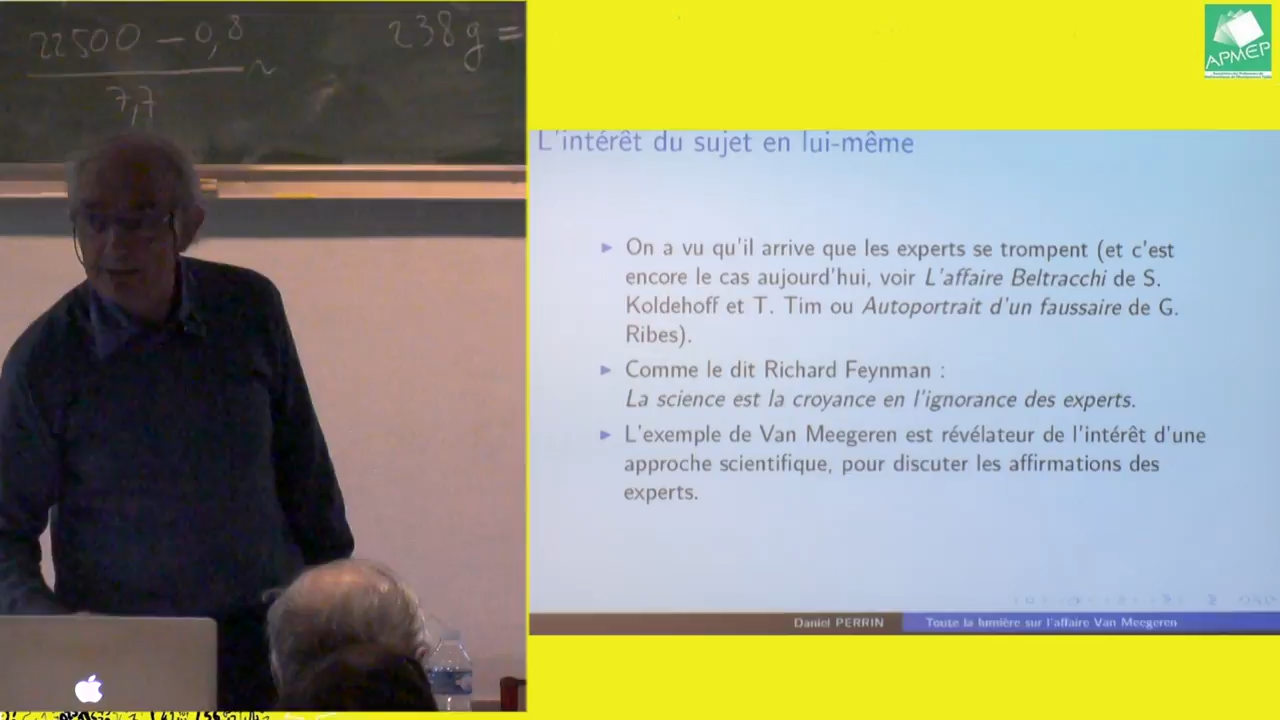 22500 - 0,8
7,7
~
238g =
APMEP
L'intérêt du sujet en lui-même
▶ On a vu qu'il arrive que les experts se trompent (et c'est
encore le cas aujourd'hui, voir L'affaire Beltracchi de S.
Koldehoff et T. Tim ou Autoportrait d'un faussaire de G.
Ribes).
▶ Comme le dit Richard Feynman :
La science est la croyance en l'ignorance des experts.
▶ L'exemple de Van Meegeren est révélateur de l'intérêt d'une
approche scientifique, pour discuter les affirmations des
experts.
Daniel PERRIN
Toute la lumière sur l'affaire Van Meegeren